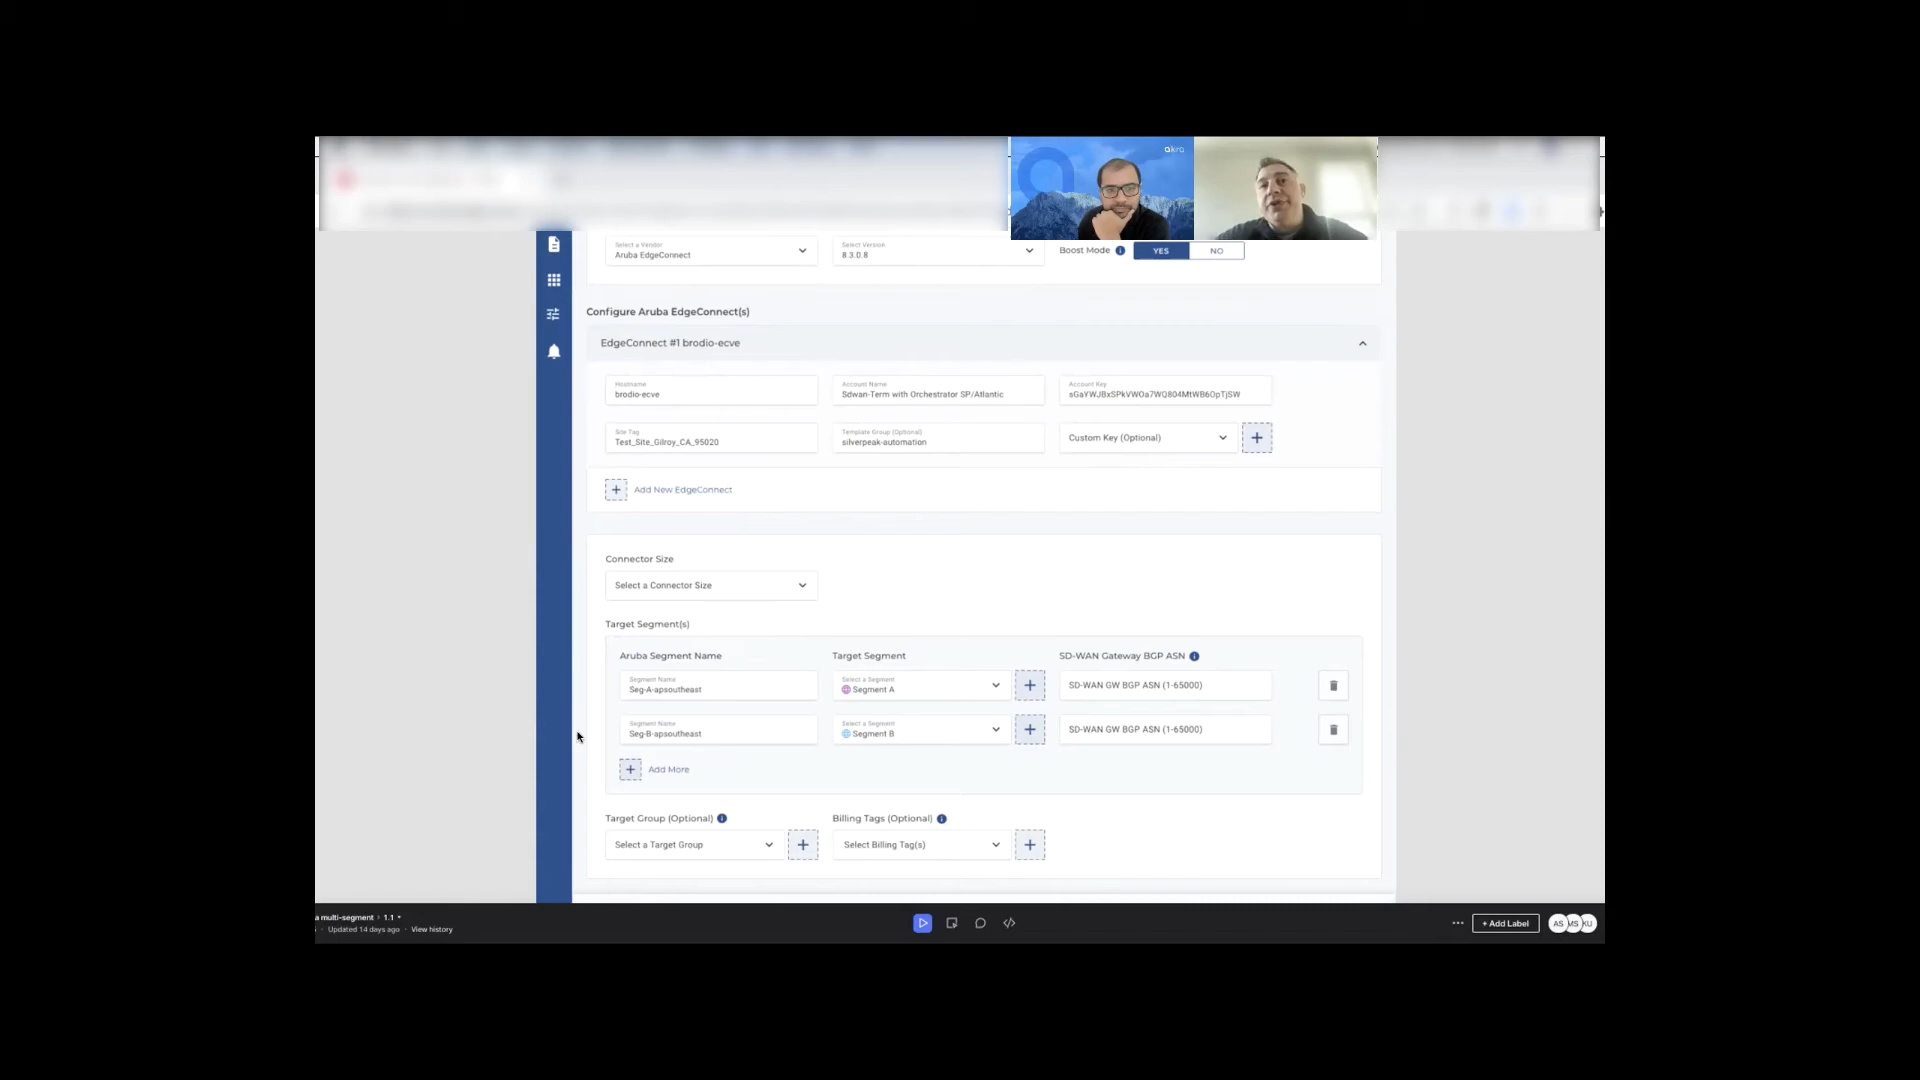 akra
Select a Vendor
Aruba EdgeConnect
Select Version
8.3.0.8
Boost Mode
YES
NO
Configure Aruba EdgeConnect(s)
EdgeConnect #1 brodio-ecve
Hostname
brodio-ecve
Account Name
Sdwan-Term with Orchestrator SP/Atlantic
Account Key
sGaYWJBxSPkVWOa7WQ804MtWB6OpTjSW
Site Tag
Test_Site_Gilroy_CA_95020
Template Group (Optional)
silverpeak-automation
Custom Key (Optional)
Add New EdgeConnect
Connector Size
Select a Connector Size
Target Segment(s)
Aruba Segment Name
Target Segment
SD-WAN Gateway BGP ASN
Segment Name
Seg-A-apsoutheast
Select a Segment
Segment A
SD-WAN GW BGP ASN (1-65000)
Segment Name
Seg-B-apsoutheast
Select a Segment
Segment B
SD-WAN GW BGP ASN (1-65000)
Add More
Target Group (Optional)
Billing Tags (Optional)
Select a Target Group
Select Billing Tag(s)
a multi-segment › 1.1
Updated 14 days ago · View history
+ Add Label
AS
MS
KU